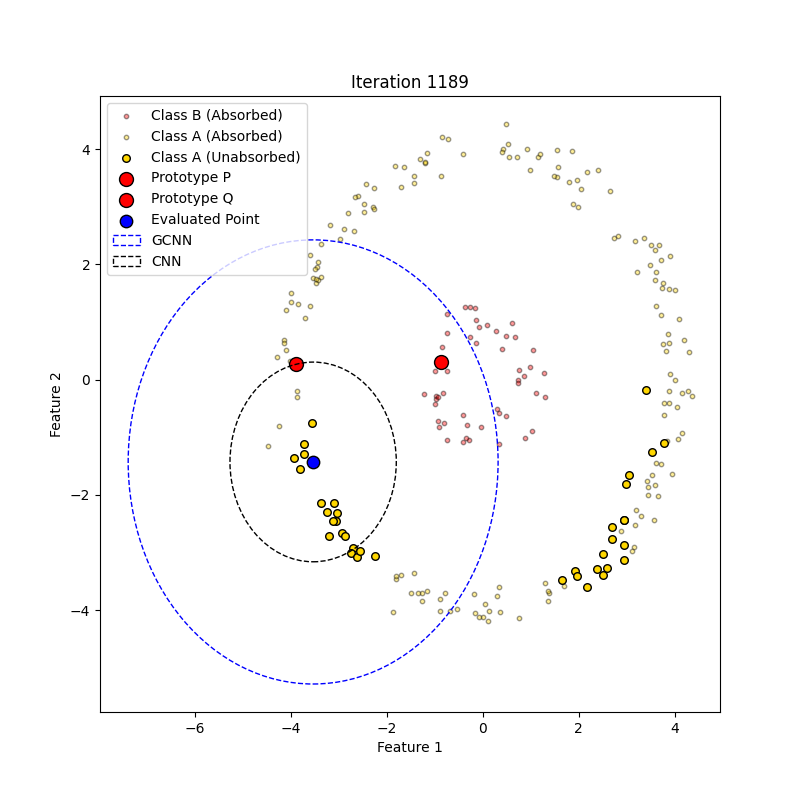 Iteration 1189
Class B (Absorbed)
Class A (Absorbed)
Class A (Unabsorbed)
Prototype P
Prototype Q
Evaluated Point
GCNN
CNN
4
2
0
−2
−4
Feature 2
−6 −4 −2 0 2 4
Feature 1